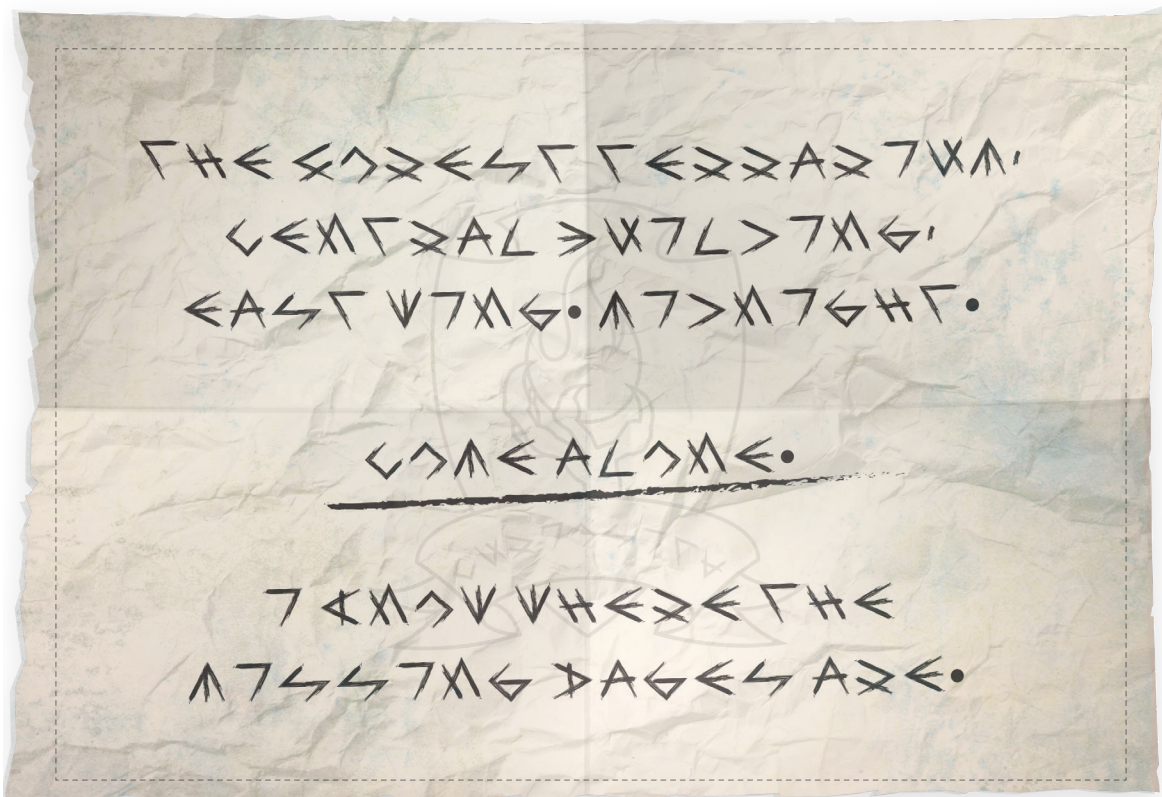 THE FOREST TERRARIUM,
CENTRAL BUILDING,
EAST WING. MIDNIGHT.
COME ALONE.
I KNOW WHERE THE
MISSING PAGES ARE.